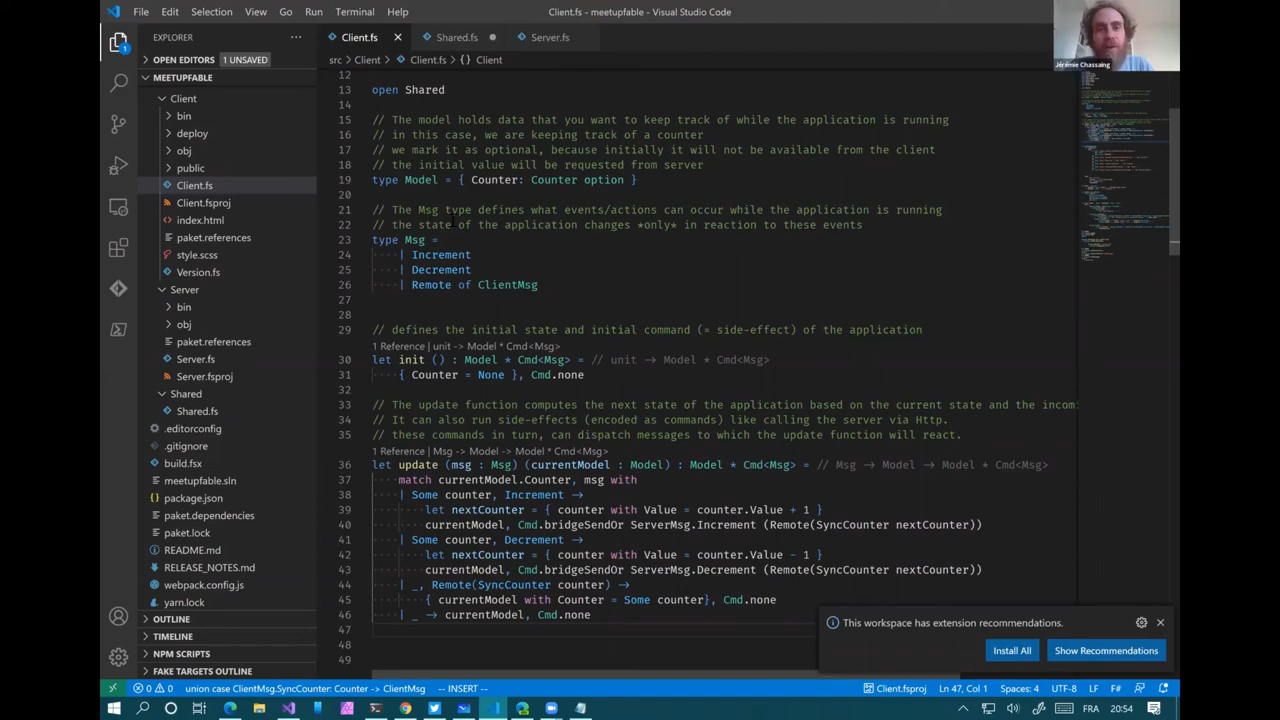 File Edit Selection View Go Run Terminal Help
Client.fs - meetupfable - Visual Studio Code
Jérémie Chassaing
EXPLORER
OPEN EDITORS 1 UNSAVED
MEETUPFABLE
Client
bin
deploy
obj
public
Client.fs
Client.fsproj
index.html
paket.references
style.scss
Version.fs
Server
bin
obj
paket.references
Server.fs
Server.fsproj
Shared
Shared.fs
.editorconfig
.gitignore
build.fsx
meetupfable.sln
package.json
paket.dependencies
paket.lock
README.md
RELEASE_NOTES.md
webpack.config.js
yarn.lock
OUTLINE
TIMELINE
NPM SCRIPTS
FAKE TARGETS OUTLINE
Client.fs Shared.fs Server.fs
src > Client > Client.fs > {} Client
12
13 open Shared
14
15 // The model holds data that you want to keep track of while the application is running
16 // in this case, we are keeping track of a counter
17 // we mark it as optional, because initially it will not be available from the client
18 // the initial value will be requested from server
19 type Model = { Counter: Counter option }
20
21 // The Msg type defines what events/actions can occur while the application is running
22 // the state of the application changes *only* in reaction to these events
23 type Msg =
24 Increment
25 | Decrement
26 | Remote of ClientMsg
27
28
29 // defines the initial state and initial command (= side-effect) of the application
1 Reference | unit -> Model * Cmd<Msg>
30 let init () : Model * Cmd<Msg> = // unit -> Model * Cmd<Msg>
31 { Counter = None }, Cmd.none
32
33 // The update function computes the next state of the application based on the current state and the incomi
34 // It can also run side-effects (encoded as commands) like calling the server via Http.
35 // these commands in turn, can dispatch messages to which the update function will react.
1 Reference | Msg -> Model -> Model * Cmd<Msg>
36 let update (msg : Msg) (currentModel : Model) : Model * Cmd<Msg> = // Msg -> Model -> Model * Cmd<Msg>
37 match currentModel.Counter, msg with
38 | Some counter, Increment ->
39 let nextCounter = { counter with Value = counter.Value + 1 }
40 currentModel, Cmd.bridgeSendOr ServerMsg.Increment (Remote(SyncCounter nextCounter))
41 | Some counter, Decrement ->
42 let nextCounter = { counter with Value = counter.Value - 1 }
43 currentModel, Cmd.bridgeSendOr ServerMsg.Decrement (Remote(SyncCounter nextCounter))
44 | _, Remote(SyncCounter counter) ->
45 { currentModel with Counter = Some counter}, Cmd.none
46 | _ -> currentModel, Cmd.none
47
48
49
This workspace has extension recommendations.
Install All Show Recommendations
0 0 union case ClientMsg.SyncCounter: Counter -> ClientMsg -- INSERT -- Client.fsproj Ln 47, Col 1 Spaces: 4 UTF-8 LF F#
FRA 20:54